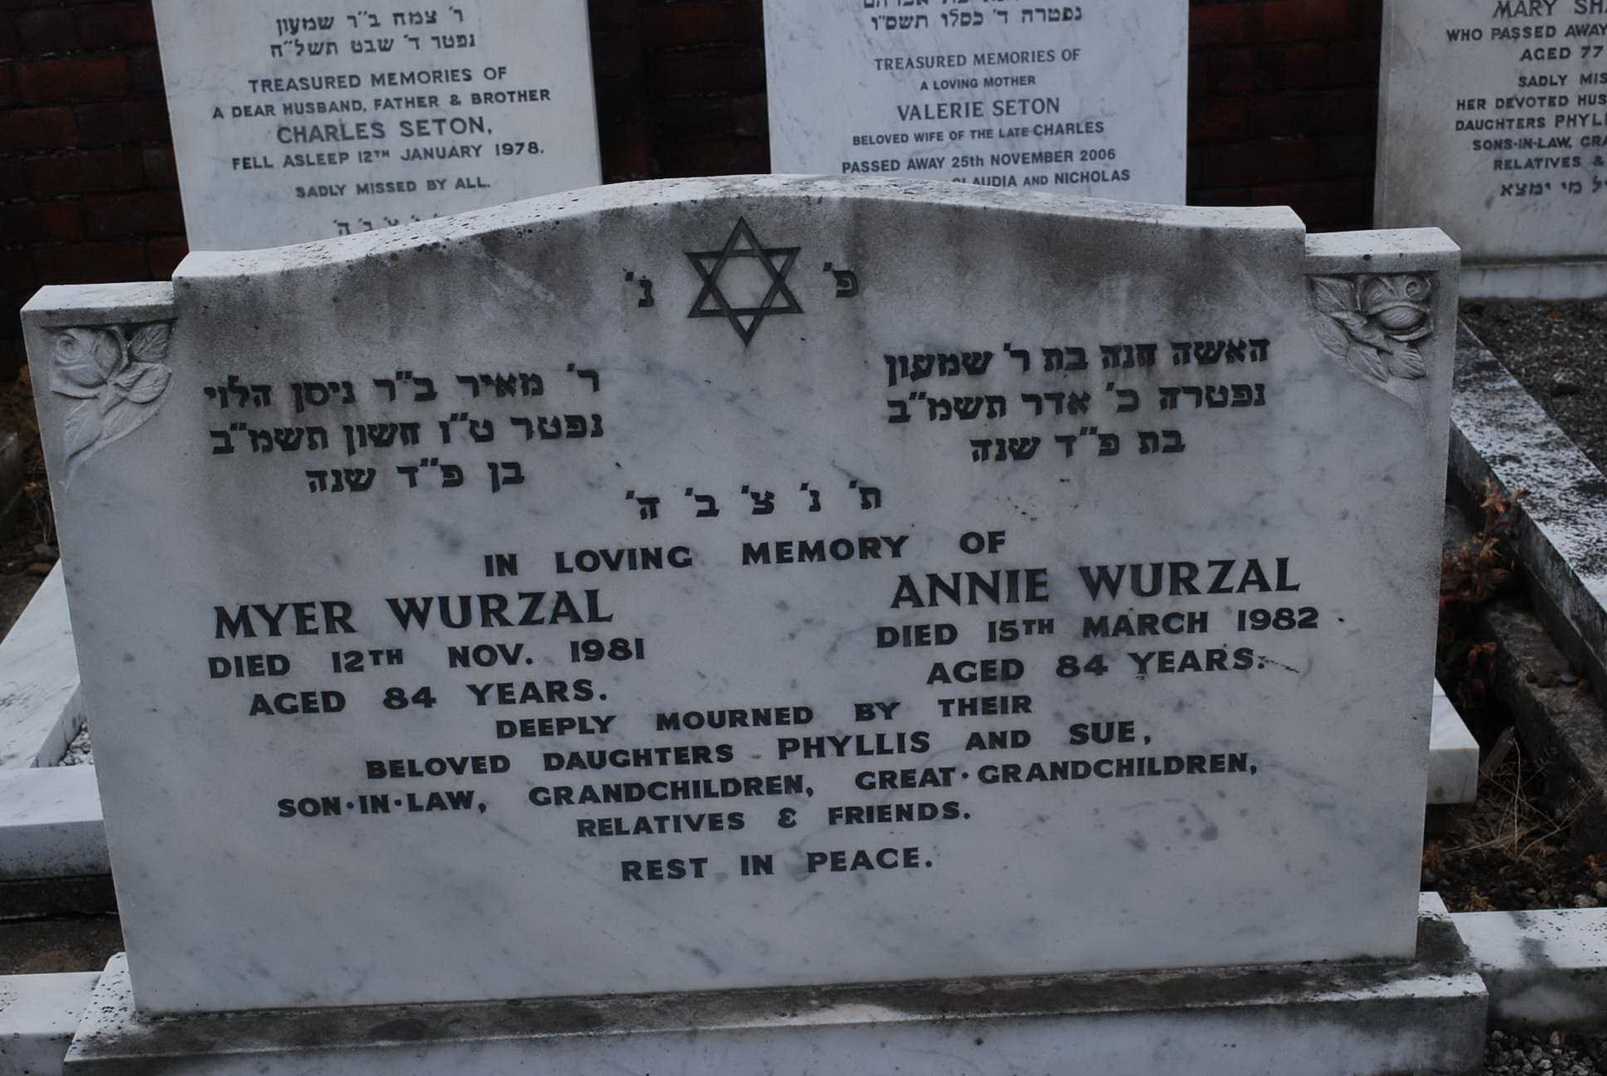 ר׳ צמח ב״ר שמעון
נפטר ד׳ שבט תשל״ח
TREASURED MEMORIES OF
A DEAR HUSBAND, FATHER & BROTHER
CHARLES SETON,
FELL ASLEEP 12TH JANUARY 1978.
SADLY MISSED BY ALL.
נפטרה ד׳ כסלו תשס״ו
TREASURED MEMORIES OF
A LOVING MOTHER
VALERIE SETON
BELOVED WIFE OF THE LATE CHARLES
PASSED AWAY 25th NOVEMBER 2006
CLAUDIA AND NICHOLAS
MARY
WHO PASSED AWAY
AGED 77
SADLY
HER DEVOTED
DAUGHTERS
SONS-IN-LAW,
RELATIVES &
מי ימצא
פ׳ נ׳
האשה חנה בת ר׳ שמעון
נפטרה כ׳ אדר תשמ״ב
בת פ״ד שנה
ר׳ מאיר ב״ר ניסן הלוי
נפטר ט״ו חשון תשמ״ב
בן פ״ד שנה
ת׳ נ׳ צ׳ ב׳ ה׳
IN LOVING MEMORY OF
MYER WURZAL
DIED 12TH NOV. 1981
AGED 84 YEARS.
ANNIE WURZAL
DIED 15TH MARCH 1982
AGED 84 YEARS.
DEEPLY MOURNED BY THEIR
BELOVED DAUGHTERS PHYLLIS AND SUE,
SON·IN·LAW, GRANDCHILDREN, GREAT·GRANDCHILDREN,
RELATIVES & FRIENDS.
REST IN PEACE.